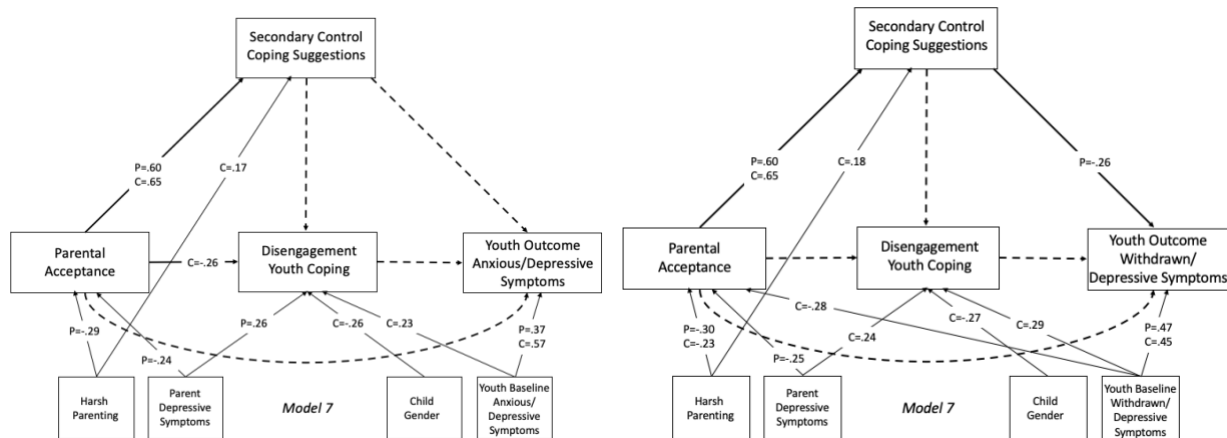 Secondary Control
Coping Suggestions
P=.60
C=.65
C=.17
Parental
Acceptance
C=-.26
Disengagement
Youth Coping
Youth Outcome
Anxious/Depressive
Symptoms
P=-.29
P=-.24
P=.26
C=-.26
C=.23
P=.37
C=.57
Harsh
Parenting
Parent
Depressive
Symptoms
Model 7
Child
Gender
Youth Baseline
Anxious/
Depressive
Symptoms
Secondary Control
Coping Suggestions
P=.60
C=.65
C=.18
P=-.26
Parental
Acceptance
Disengagement
Youth Coping
Youth Outcome
Withdrawn/
Depressive Symptoms
P=-.30
C=-.23
P=-.25
C=.24
C=-.28
C=-.27
C=.29
P=.47
C=.45
Harsh
Parenting
Parent
Depressive
Symptoms
Model 7
Child
Gender
Youth Baseline
Withdrawn/
Depressive
Symptoms